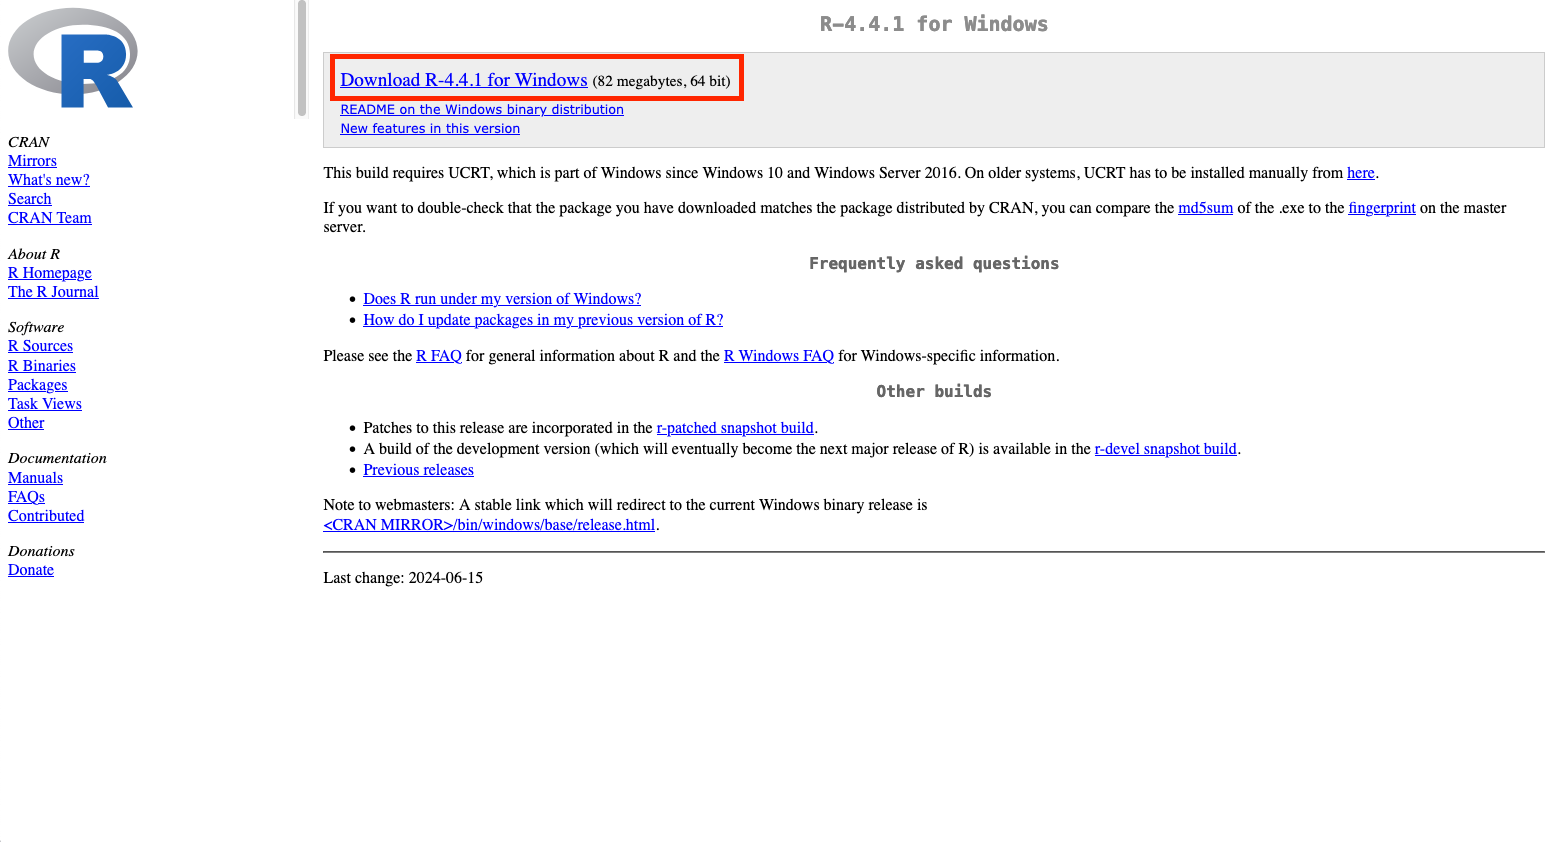 R
CRAN
Mirrors
What's new?
Search
CRAN Team
About R
R Homepage
The R Journal
Software
R Sources
R Binaries
Packages
Task Views
Other
Documentation
Manuals
FAQs
Contributed
Donations
Donate
R-4.4.1 for Windows
Download R-4.4.1 for Windows (82 megabytes, 64 bit)
README on the Windows binary distribution
New features in this version
This build requires UCRT, which is part of Windows since Windows 10 and Windows Server 2016. On older systems, UCRT has to be installed manually from here.
If you want to double-check that the package you have downloaded matches the package distributed by CRAN, you can compare the md5sum of the .exe to the fingerprint on the master
server.
Frequently asked questions
• Does R run under my version of Windows?
• How do I update packages in my previous version of R?
Please see the R FAQ for general information about R and the R Windows FAQ for Windows-specific information.
Other builds
• Patches to this release are incorporated in the r-patched snapshot build.
• A build of the development version (which will eventually become the next major release of R) is available in the r-devel snapshot build.
• Previous releases
Note to webmasters: A stable link which will redirect to the current Windows binary release is
<CRAN MIRROR>/bin/windows/base/release.html.
Last change: 2024-06-15